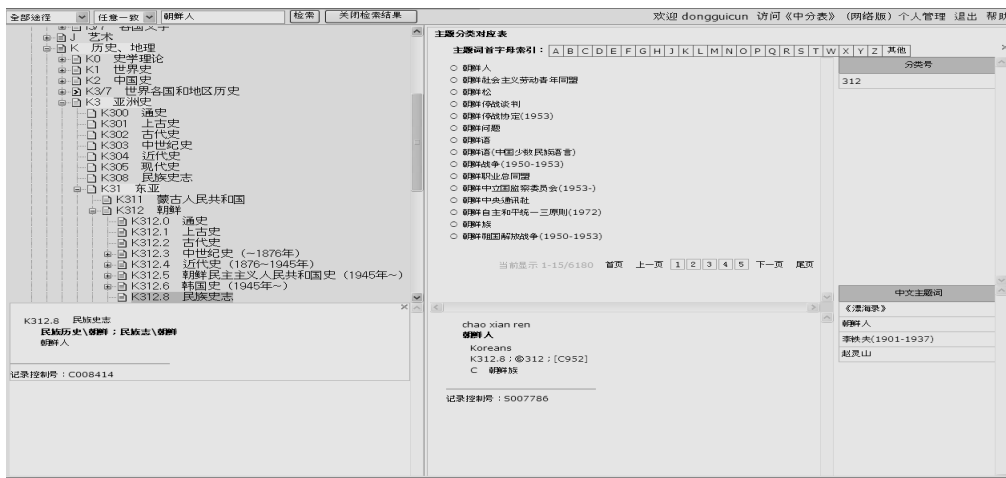 全部途径 任意一致 朝鲜人 检索 关闭检索结果 欢迎 dongguicun 访问《中分表》（网络版）个人管理 退出 帮助
J 艺术
K 历史、地理
K0 史学理论
K1 世界史
K2 中国史
K3/7 世界各国和地区历史
K3 亚洲史
K300 通史
K301 上古史
K302 古代史
K303 中世纪史
K304 近代史
K305 现代史
K308 民族史志
K31 东亚
K311 蒙古人民共和国
K312 朝鲜
K312.0 通史
K312.1 上古史
K312.2 古代史
K312.3 中世纪史（~1876年）
K312.4 近代史（1876~1945年）
K312.5 朝鲜民主主义人民共和国史（1945年~）
K312.6 韩国史（1945年~）
K312.8 民族史志
K312.8 民族史志
民族历史\朝鲜；民族志\朝鲜
朝鲜人
记录控制号：C008414
主题分类对应表
主题词首字母索引： A B C D E F G H J K L M N O P Q R S T W X Y Z 其他
朝鲜人
朝鲜社会主义劳动青年同盟
朝鲜松
朝鲜停战谈判
朝鲜停战协定(1953)
朝鲜问题
朝鲜语
朝鲜语(中国少数民族语言)
朝鲜战争(1950-1953)
朝鲜职业总同盟
朝鲜中立国监察委员会(1953-)
朝鲜中央通讯社
朝鲜自主和平统一三原则(1972)
朝鲜族
朝鲜祖国解放战争(1950-1953)
当前显示 1-15/6180 首页 上一页 1 2 3 4 5 下一页 尾页
chao xian ren
朝鲜人
Koreans
K312.8；©312；[C952]
C 朝鲜族
记录控制号：S007786
分类号
312
中文主题词
《漂海录》
朝鲜人
李铁夫(1901-1937)
赵灵山